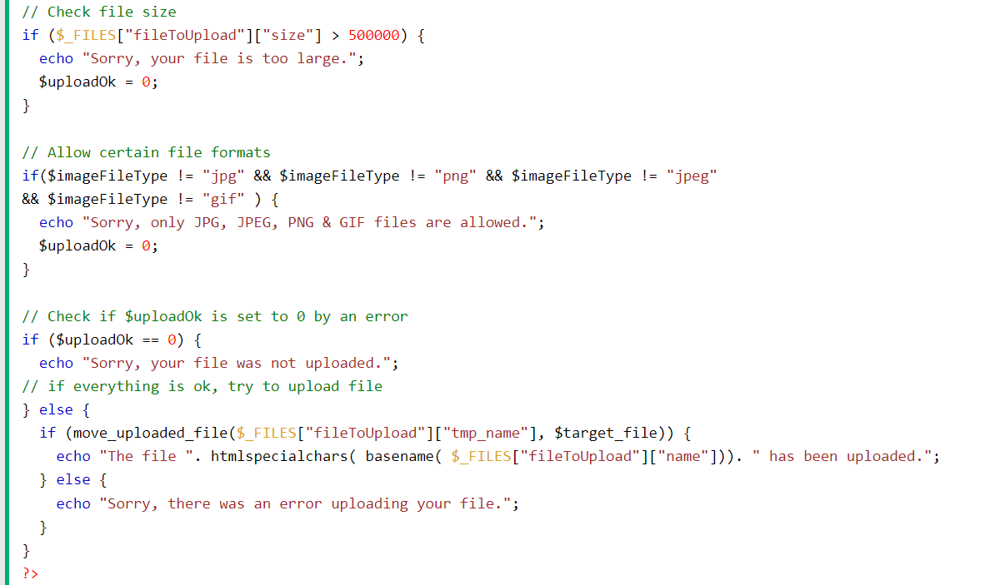 // Check file size
if ($_FILES["fileToUpload"]["size"] > 500000) {
  echo "Sorry, your file is too large.";
  $uploadOk = 0;
}

// Allow certain file formats
if($imageFileType != "jpg" && $imageFileType != "png" && $imageFileType != "jpeg"
&& $imageFileType != "gif" ) {
  echo "Sorry, only JPG, JPEG, PNG & GIF files are allowed.";
  $uploadOk = 0;
}

// Check if $uploadOk is set to 0 by an error
if ($uploadOk == 0) {
  echo "Sorry, your file was not uploaded.";
// if everything is ok, try to upload file
} else {
  if (move_uploaded_file($_FILES["fileToUpload"]["tmp_name"], $target_file)) {
    echo "The file ". htmlspecialchars( basename( $_FILES["fileToUpload"]["name"])). " has been uploaded.";
  } else {
    echo "Sorry, there was an error uploading your file.";
  }
}
?>